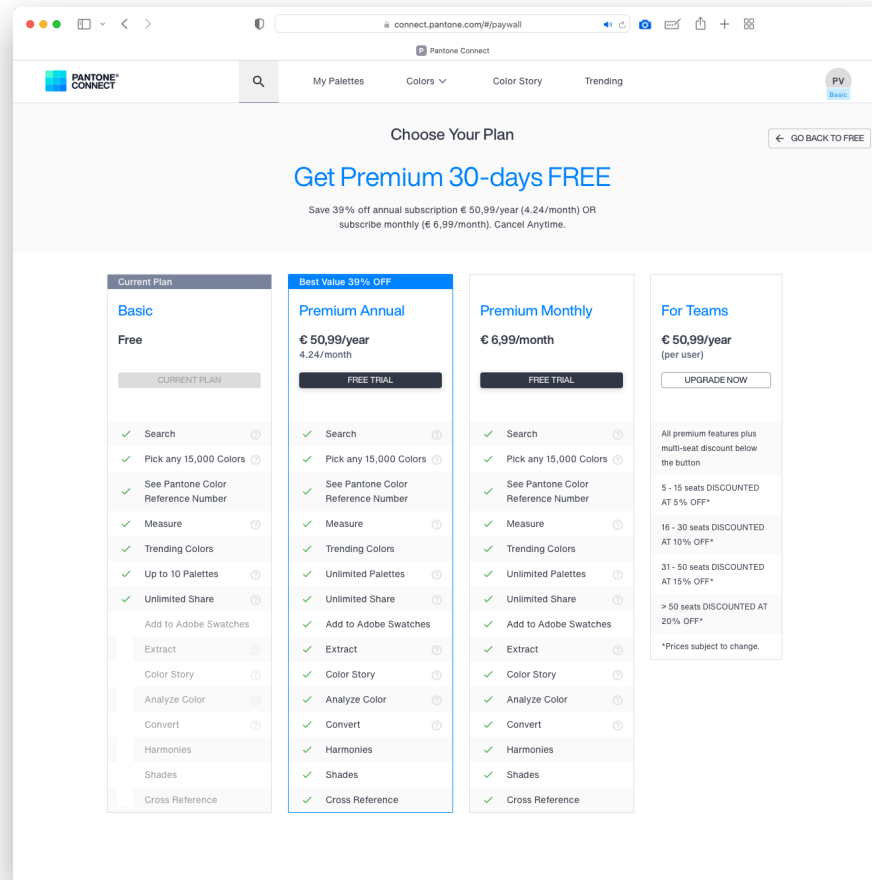 connect.pantone.com/#/paywall
P Pantone Connect
PANTONE®
CONNECT
My Palettes
Colors
Color Story
Trending
PV
Basic
Choose Your Plan
GO BACK TO FREE
Get Premium 30-days FREE
Save 39% off annual subscription € 50,99/year (4.24/month) OR
subscribe monthly (€ 6,99/month). Cancel Anytime.
Current Plan
Basic
Free
CURRENT PLAN
Search
Pick any 15,000 Colors
See Pantone Color
Reference Number
Measure
Trending Colors
Up to 10 Palettes
Unlimited Share
Add to Adobe Swatches
Extract
Color Story
Analyze Color
Convert
Harmonies
Shades
Cross Reference
Best Value 39% OFF
Premium Annual
€ 50,99/year
4.24/month
FREE TRIAL
Search
Pick any 15,000 Colors
See Pantone Color
Reference Number
Measure
Trending Colors
Unlimited Palettes
Unlimited Share
Add to Adobe Swatches
Extract
Color Story
Analyze Color
Convert
Harmonies
Shades
Cross Reference
Premium Monthly
€ 6,99/month
FREE TRIAL
Search
Pick any 15,000 Colors
See Pantone Color
Reference Number
Measure
Trending Colors
Unlimited Palettes
Unlimited Share
Add to Adobe Swatches
Extract
Color Story
Analyze Color
Convert
Harmonies
Shades
Cross Reference
For Teams
€ 50,99/year
(per user)
UPGRADE NOW
All premium features plus
multi-seat discount below
the button
5 - 15 seats DISCOUNTED
AT 5% OFF*
16 - 30 seats DISCOUNTED
AT 10% OFF*
31 - 50 seats DISCOUNTED
AT 15% OFF*
> 50 seats DISCOUNTED AT
20% OFF*
*Prices subject to change.